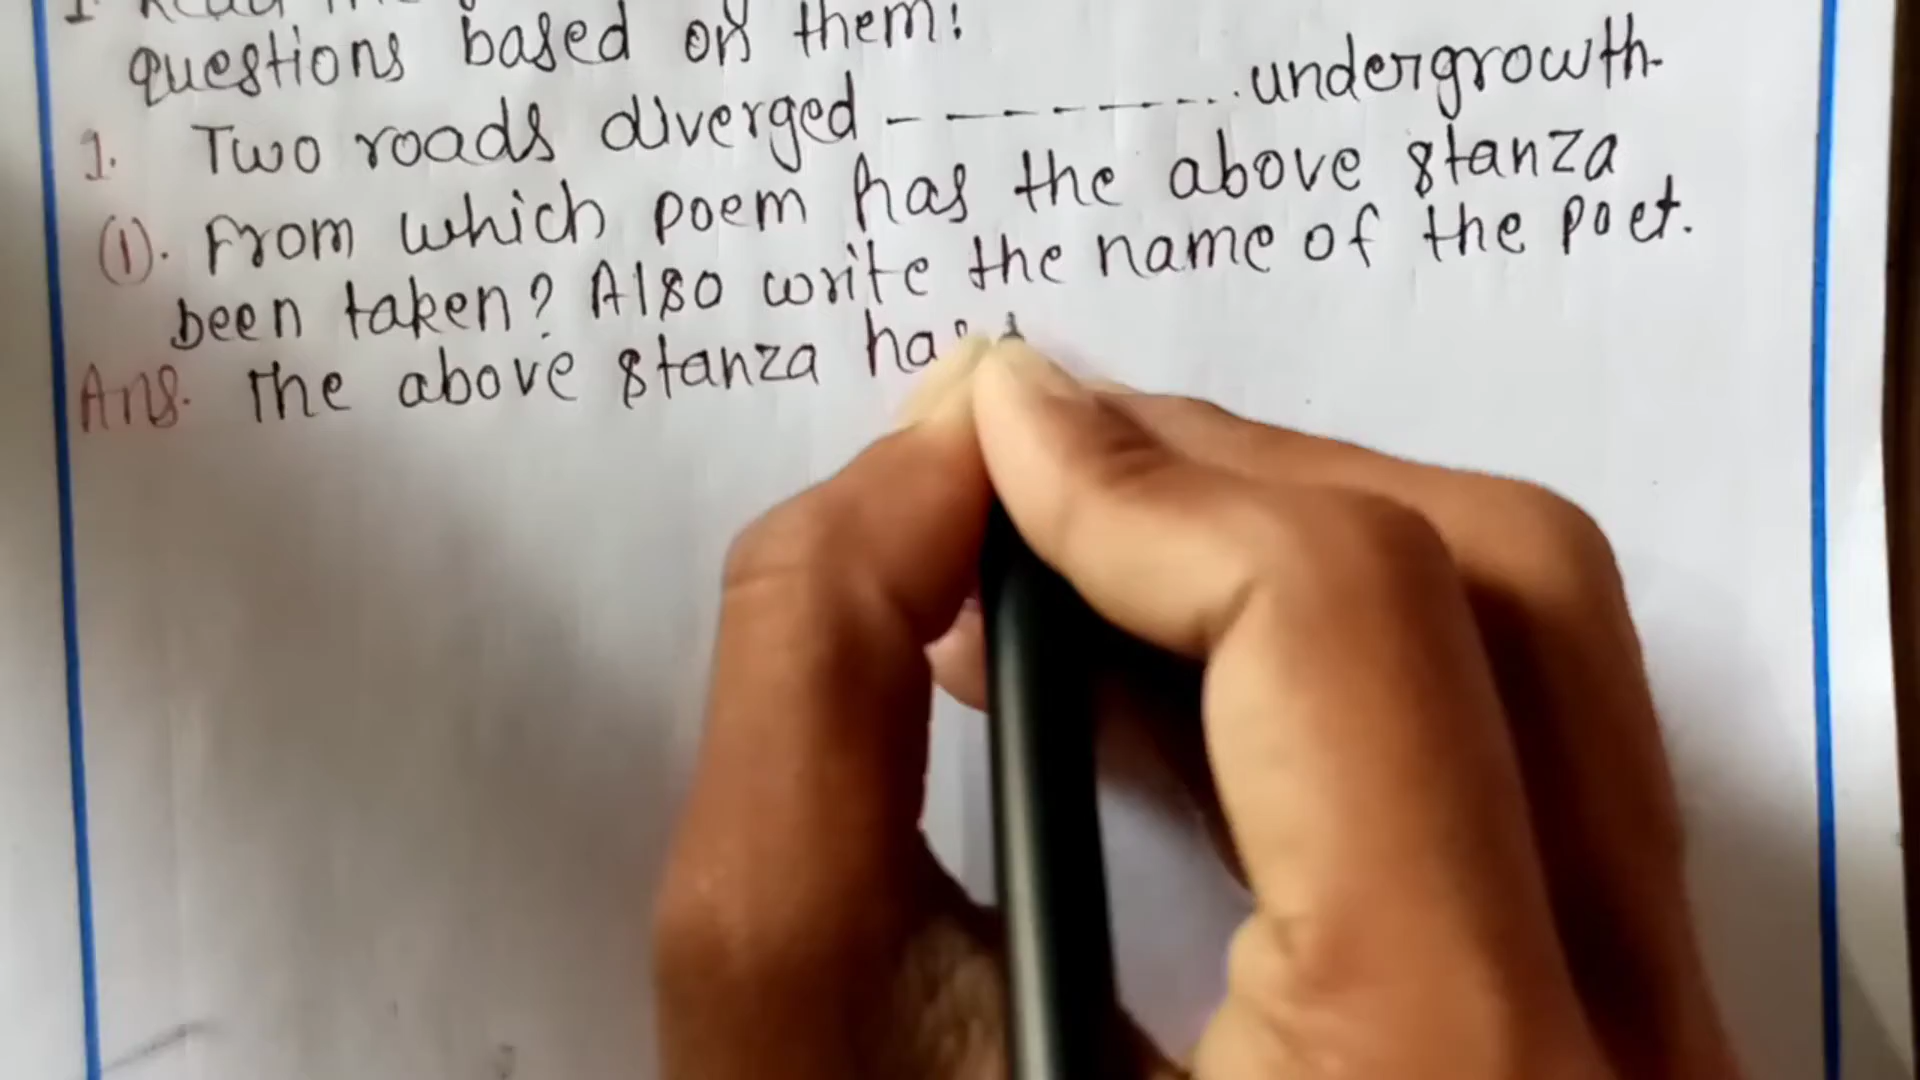 questions based on them:
1. Two roads diverged --------- undergrowth.
(1). From which poem has the above stanza
been taken? Also write the name of the poet.
Ans. The above stanza has